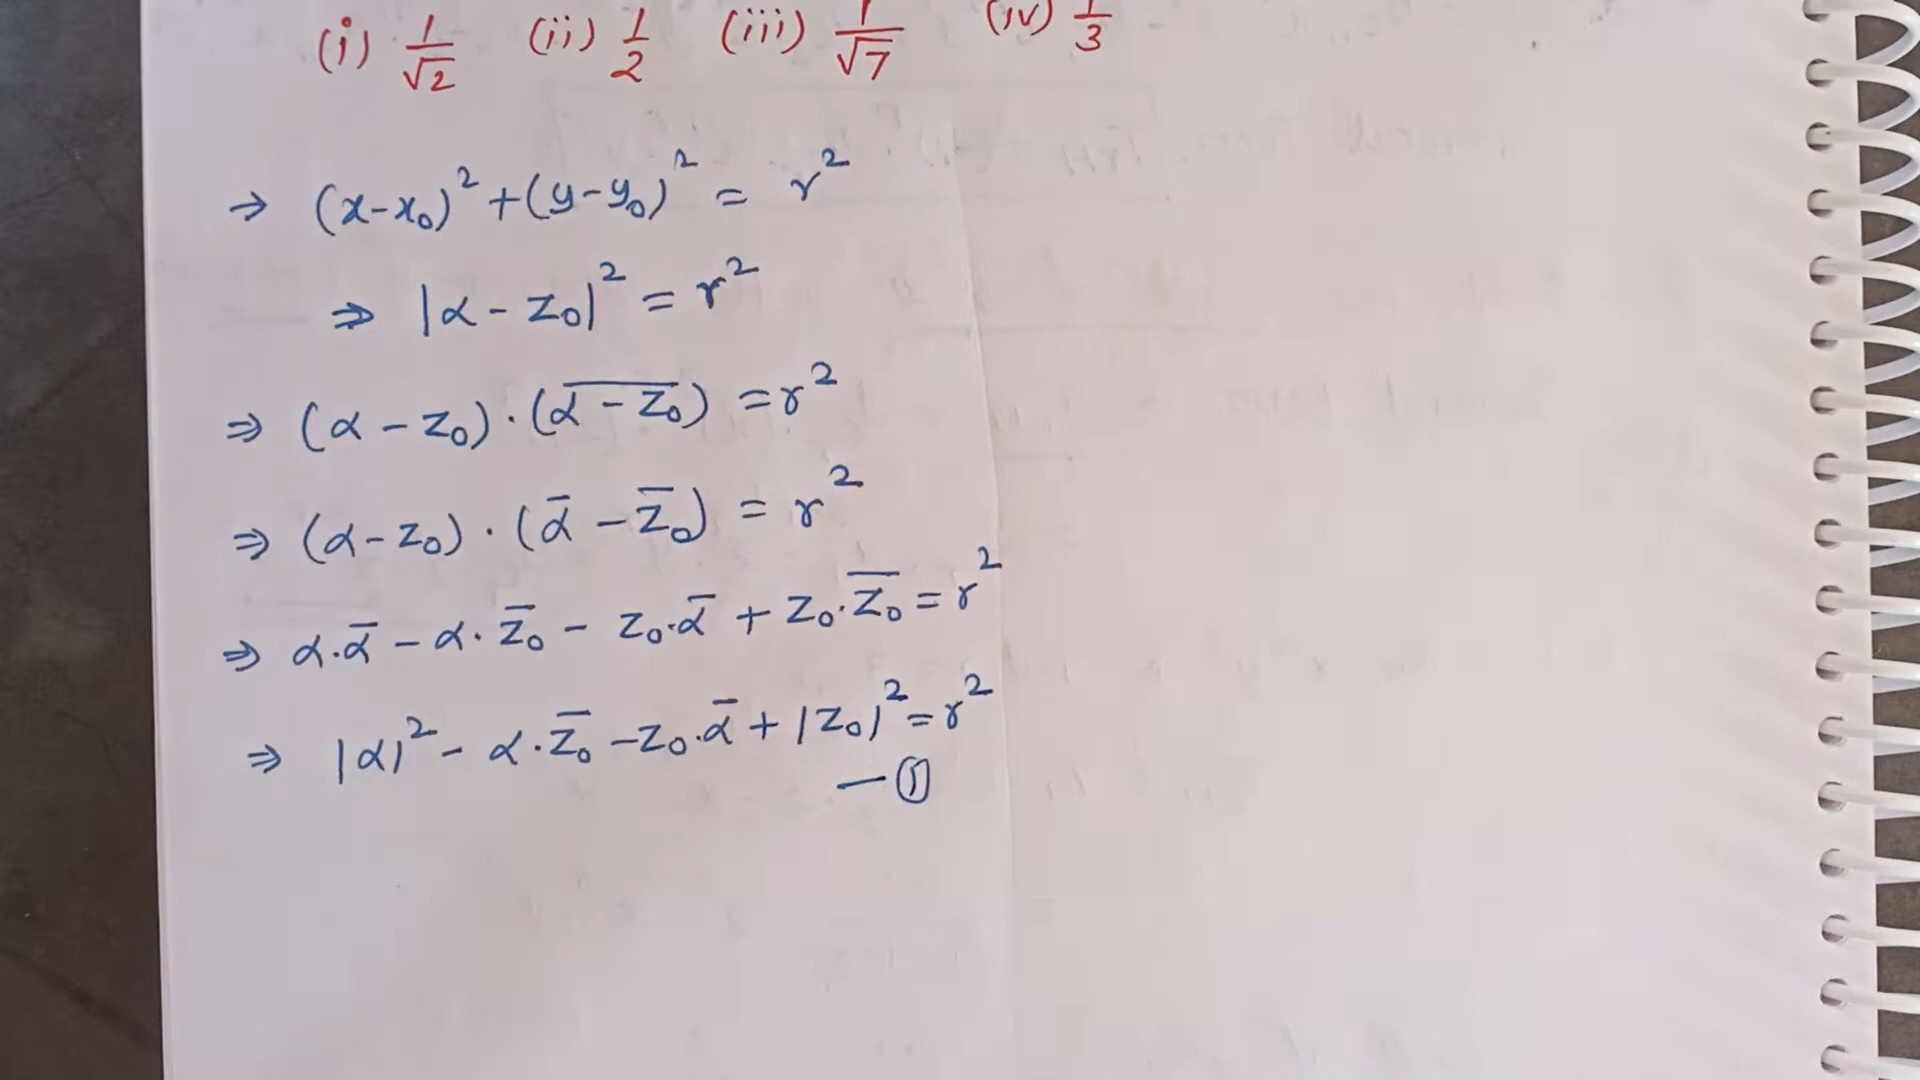 (i) 1/√2 (ii) 1/2 (iii) 1/√7 (iv) 1/3
→ (x-x₀)² + (y-y₀)² = r²
⇒ |α - z₀|² = r²
⇒ (α - z₀) · (\overline{α - z₀}) = r²
⇒ (α - z₀) · (ᾱ - z̄₀) = r²
⇒ α.ᾱ - α. z̄₀ - z₀.ᾱ + z₀.z̄₀ = r²
⇒ |α|² - α. z̄₀ - z₀.ᾱ + |z₀|² = r²
— ①